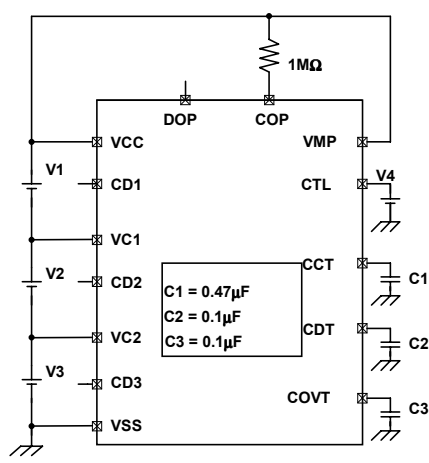 1MΩ
DOP
COP
VCC
VMP
V1
CD1
CTL
V4
VC1
V2
CD2
CCT
C1
C1 = 0.47µF
C2 = 0.1µF
C3 = 0.1µF
CDT
C2
VC2
V3
CD3
COVT
C3
VSS